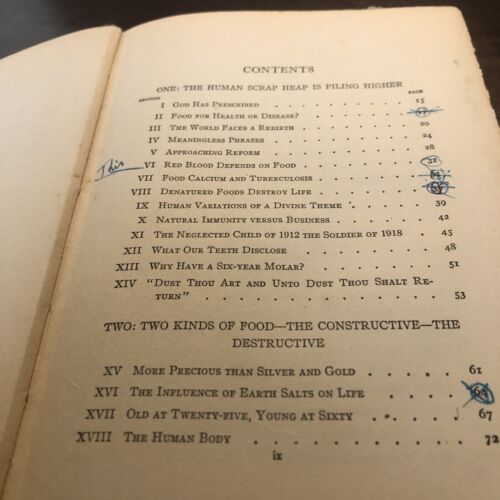 CONTENTS
ONE: THE HUMAN SCRAP HEAP IS PILING HIGHER
SECTION PAGE
I God Has Prescribed . . . . . . . . . . 15
II Food for Health or Disease? . . . . . . . . 17
III The World Faces a Rebirth . . . . . . . . 20
IV Meaningless Phrases . . . . . . . . . . 24
V Approaching Reform . . . . . . . . . . 28
This VI Red Blood Depends on Food . . . . . . . . 31
VII Food Calcium and Tuberculosis . . . . . . . 34
VIII Denatured Foods Destroy Life . . . . . . .
IX Human Variations of a Divine Theme . . . . . 39
X Natural Immunity versus Business . . . . . . 42
XI The Neglected Child of 1912 the Soldier of 1918 . 45
XII What Our Teeth Disclose . . . . . . . . 48
XIII Why Have a Six-year Molar? . . . . . . . 51
XIV "Dust Thou Art and Unto Dust Thou Shalt Re-
turn" . . . . . . . . . . . . . 53
TWO: TWO KINDS OF FOOD—THE CONSTRUCTIVE—THE
DESTRUCTIVE
XV More Precious than Silver and Gold . . . . . 61
XVI The Influence of Earth Salts on Life . . . . . 64
XVII Old at Twenty-five, Young at Sixty . . . . . 67
XVIII The Human Body . . . . . . . . . . 72
ix